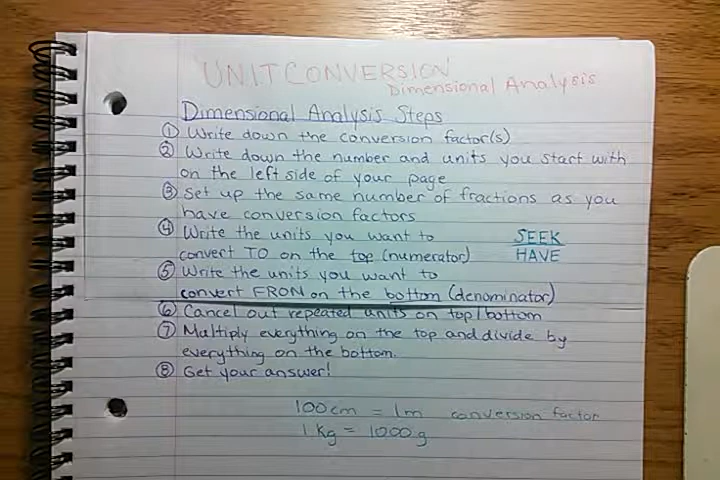 UNIT CONVERSION
Dimensional Analysis
Dimensional Analysis Steps
① Write down the conversion factor(s)
② Write down the number and units you start with
on the left side of your page
③ Set up the same number of fractions as you
have conversion factors
④ Write the units you want to
convert TO on the top (numerator)
SEEK
HAVE
⑤ Write the units you want to
convert FROM on the bottom (denominator)
⑥ Cancel out repeated units on top/bottom
⑦ Multiply everything on the top and divide by
everything on the bottom.
⑧ Get your answer!
100cm = 1m conversion factor
1 Kg = 1000g